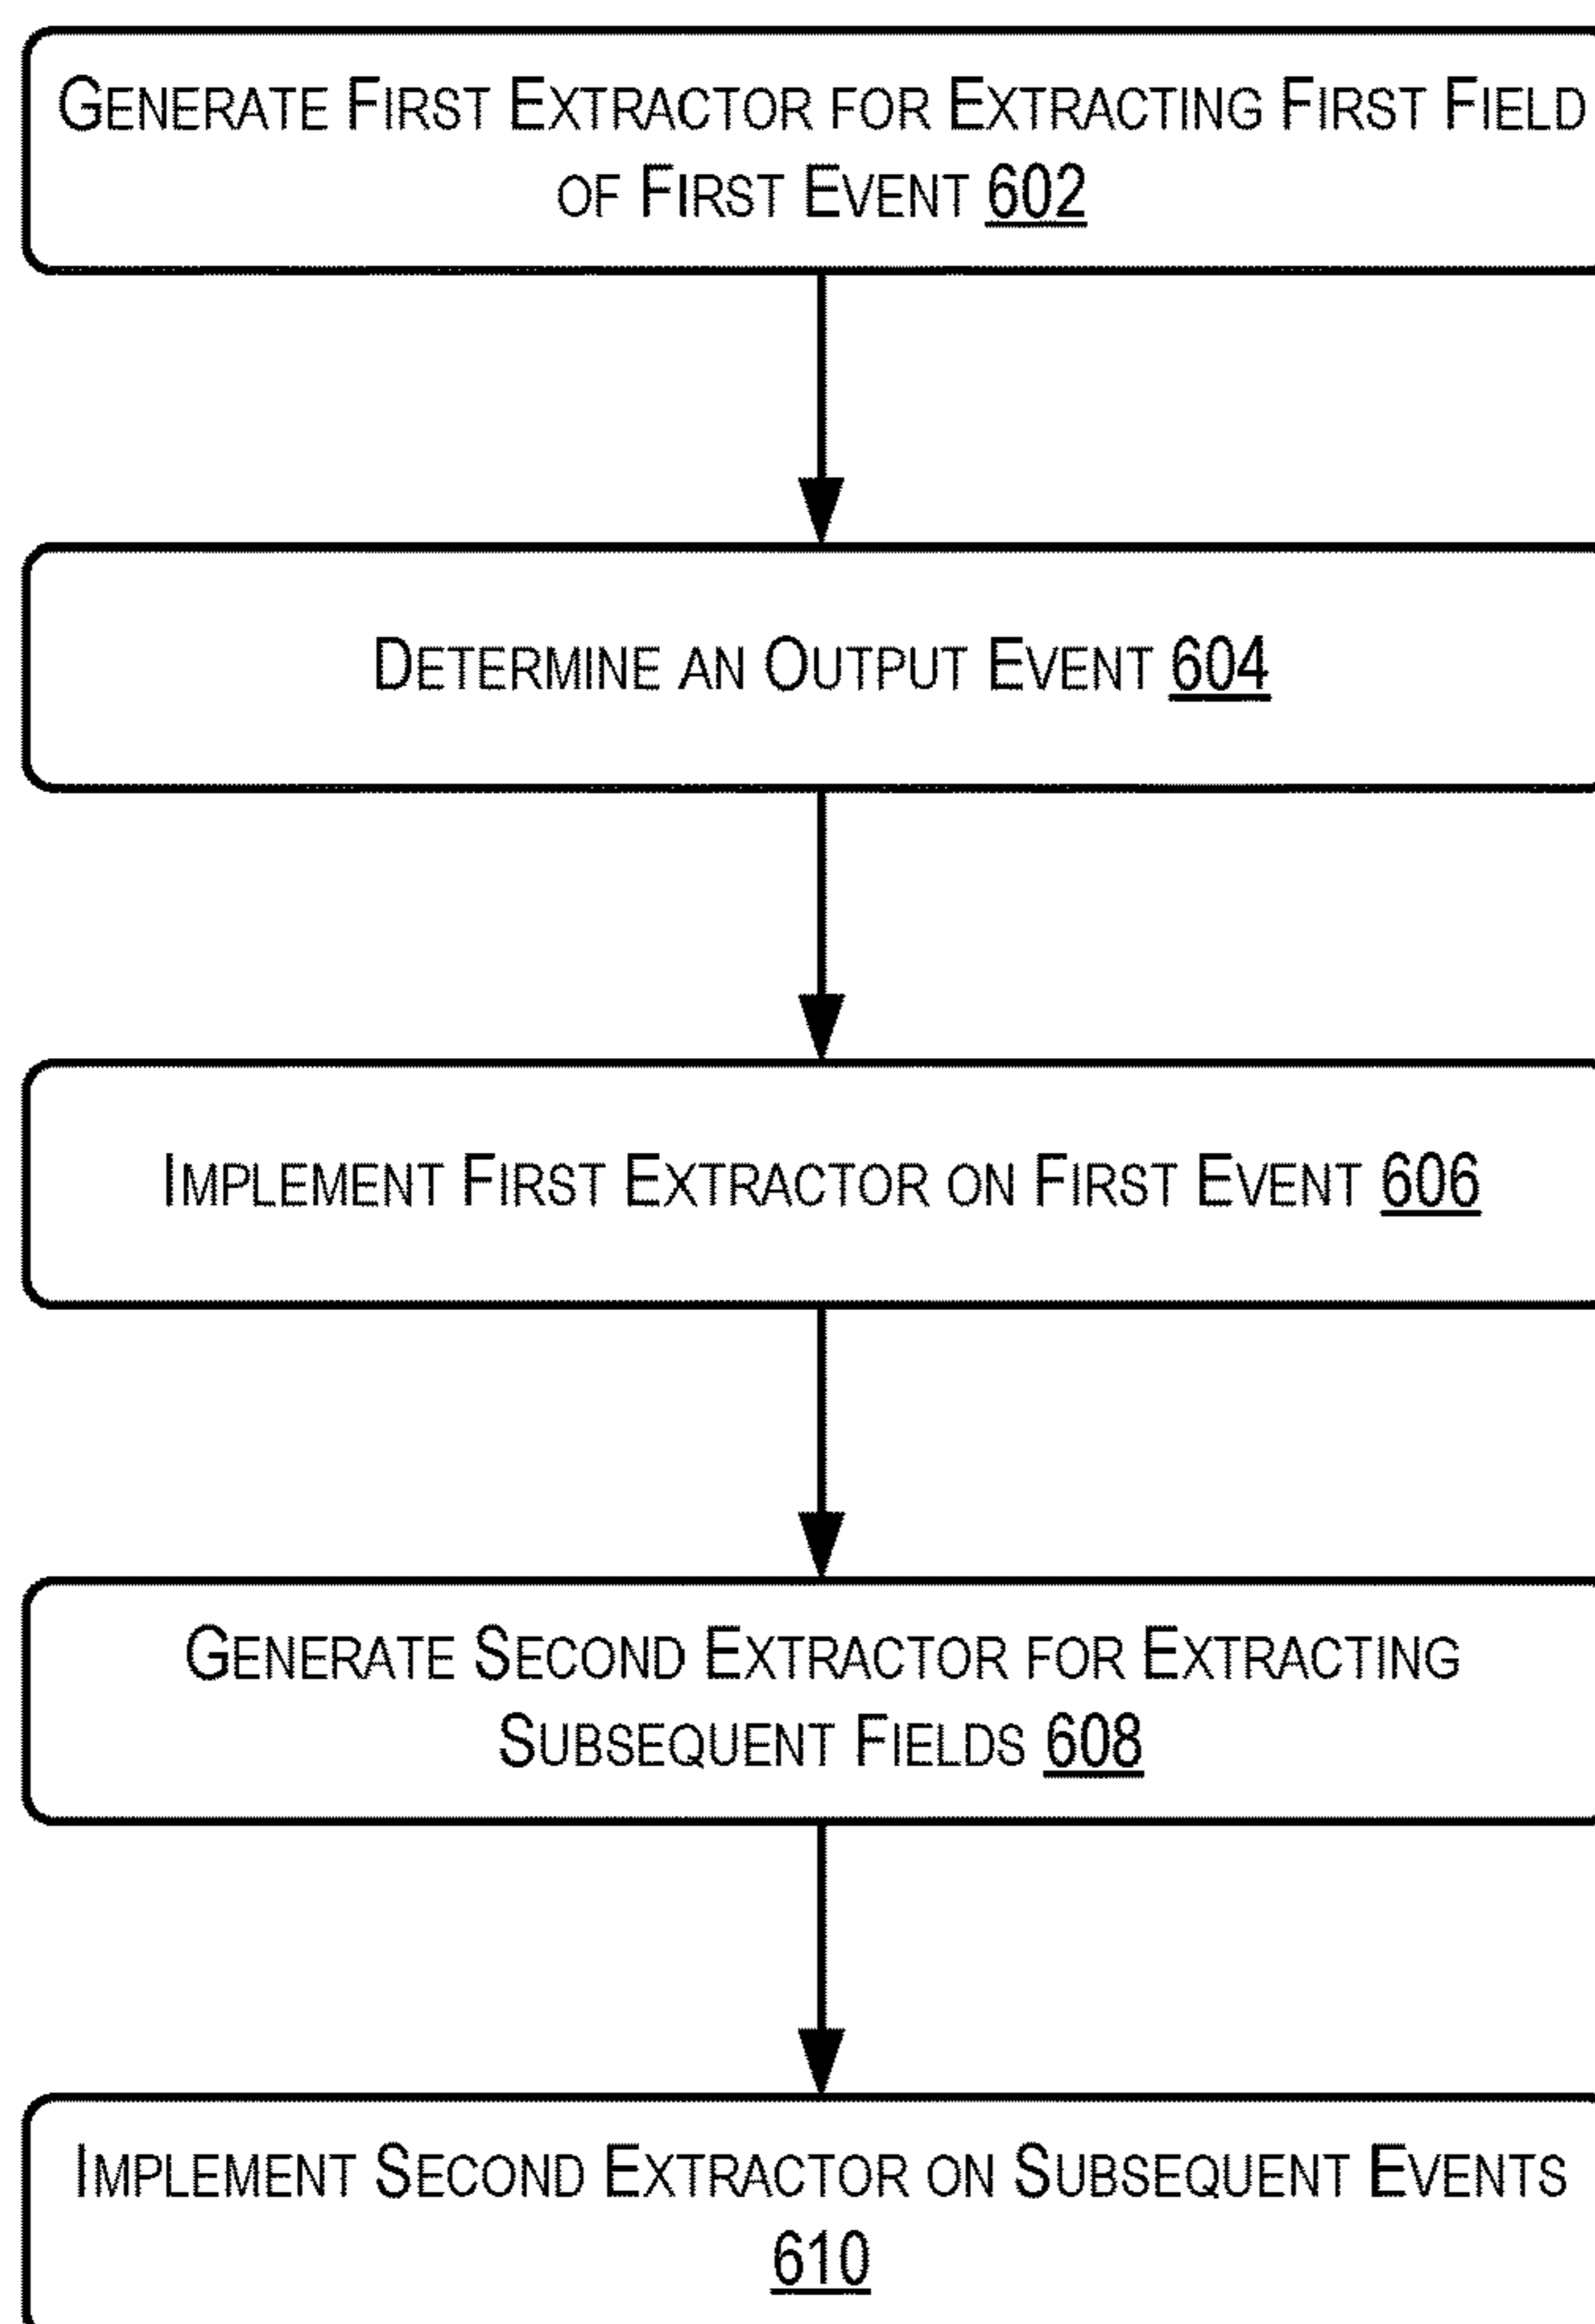 GENERATE FIRST EXTRACTOR FOR EXTRACTING FIRST FIELD
OF FIRST EVENT 602
DETERMINE AN OUTPUT EVENT 604
IMPLEMENT FIRST EXTRACTOR ON FIRST EVENT 606
GENERATE SECOND EXTRACTOR FOR EXTRACTING
SUBSEQUENT FIELDS 608
IMPLEMENT SECOND EXTRACTOR ON SUBSEQUENT EVENTS
610